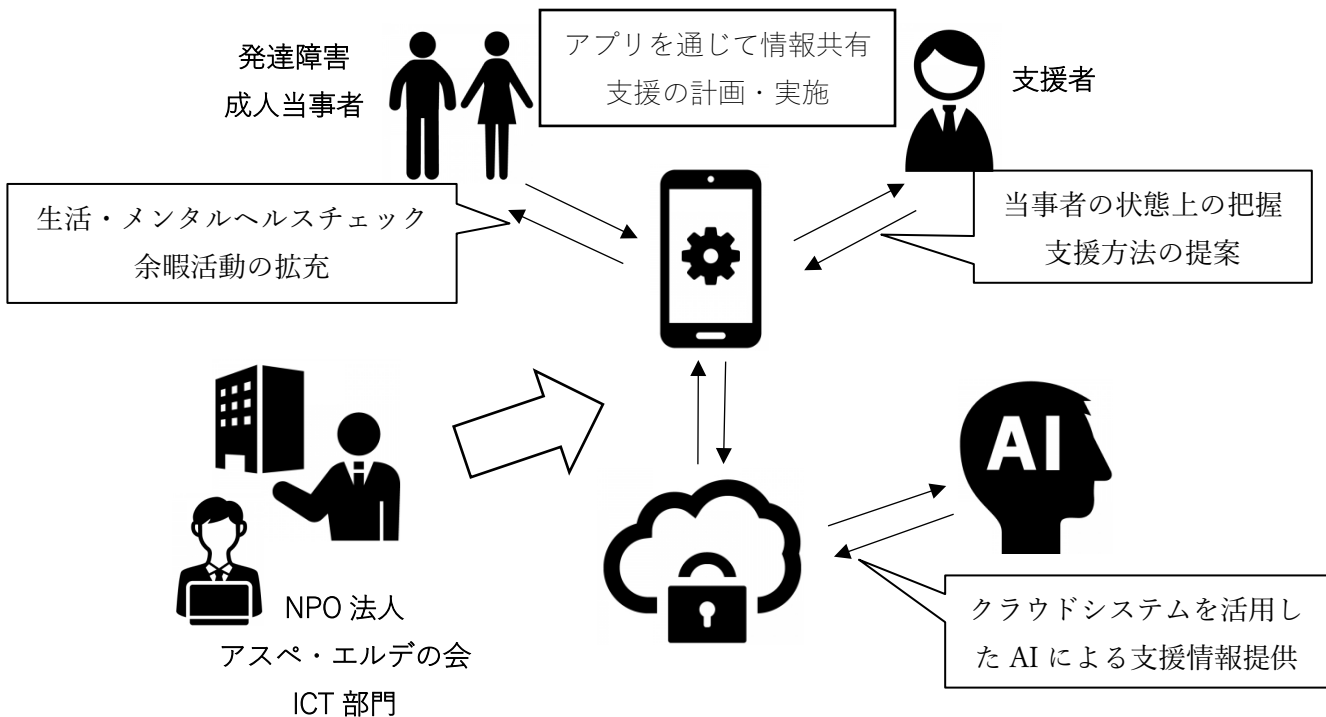 発達障害
成人当事者
アプリを通じて情報共有
支援の計画・実施
支援者
生活・メンタルヘルスチェック
余暇活動の拡充
当事者の状態上の把握
支援方法の提案
AI
NPO 法人
アスペ・エルデの会
ICT 部門
クラウドシステムを活用し
た AI による支援情報提供